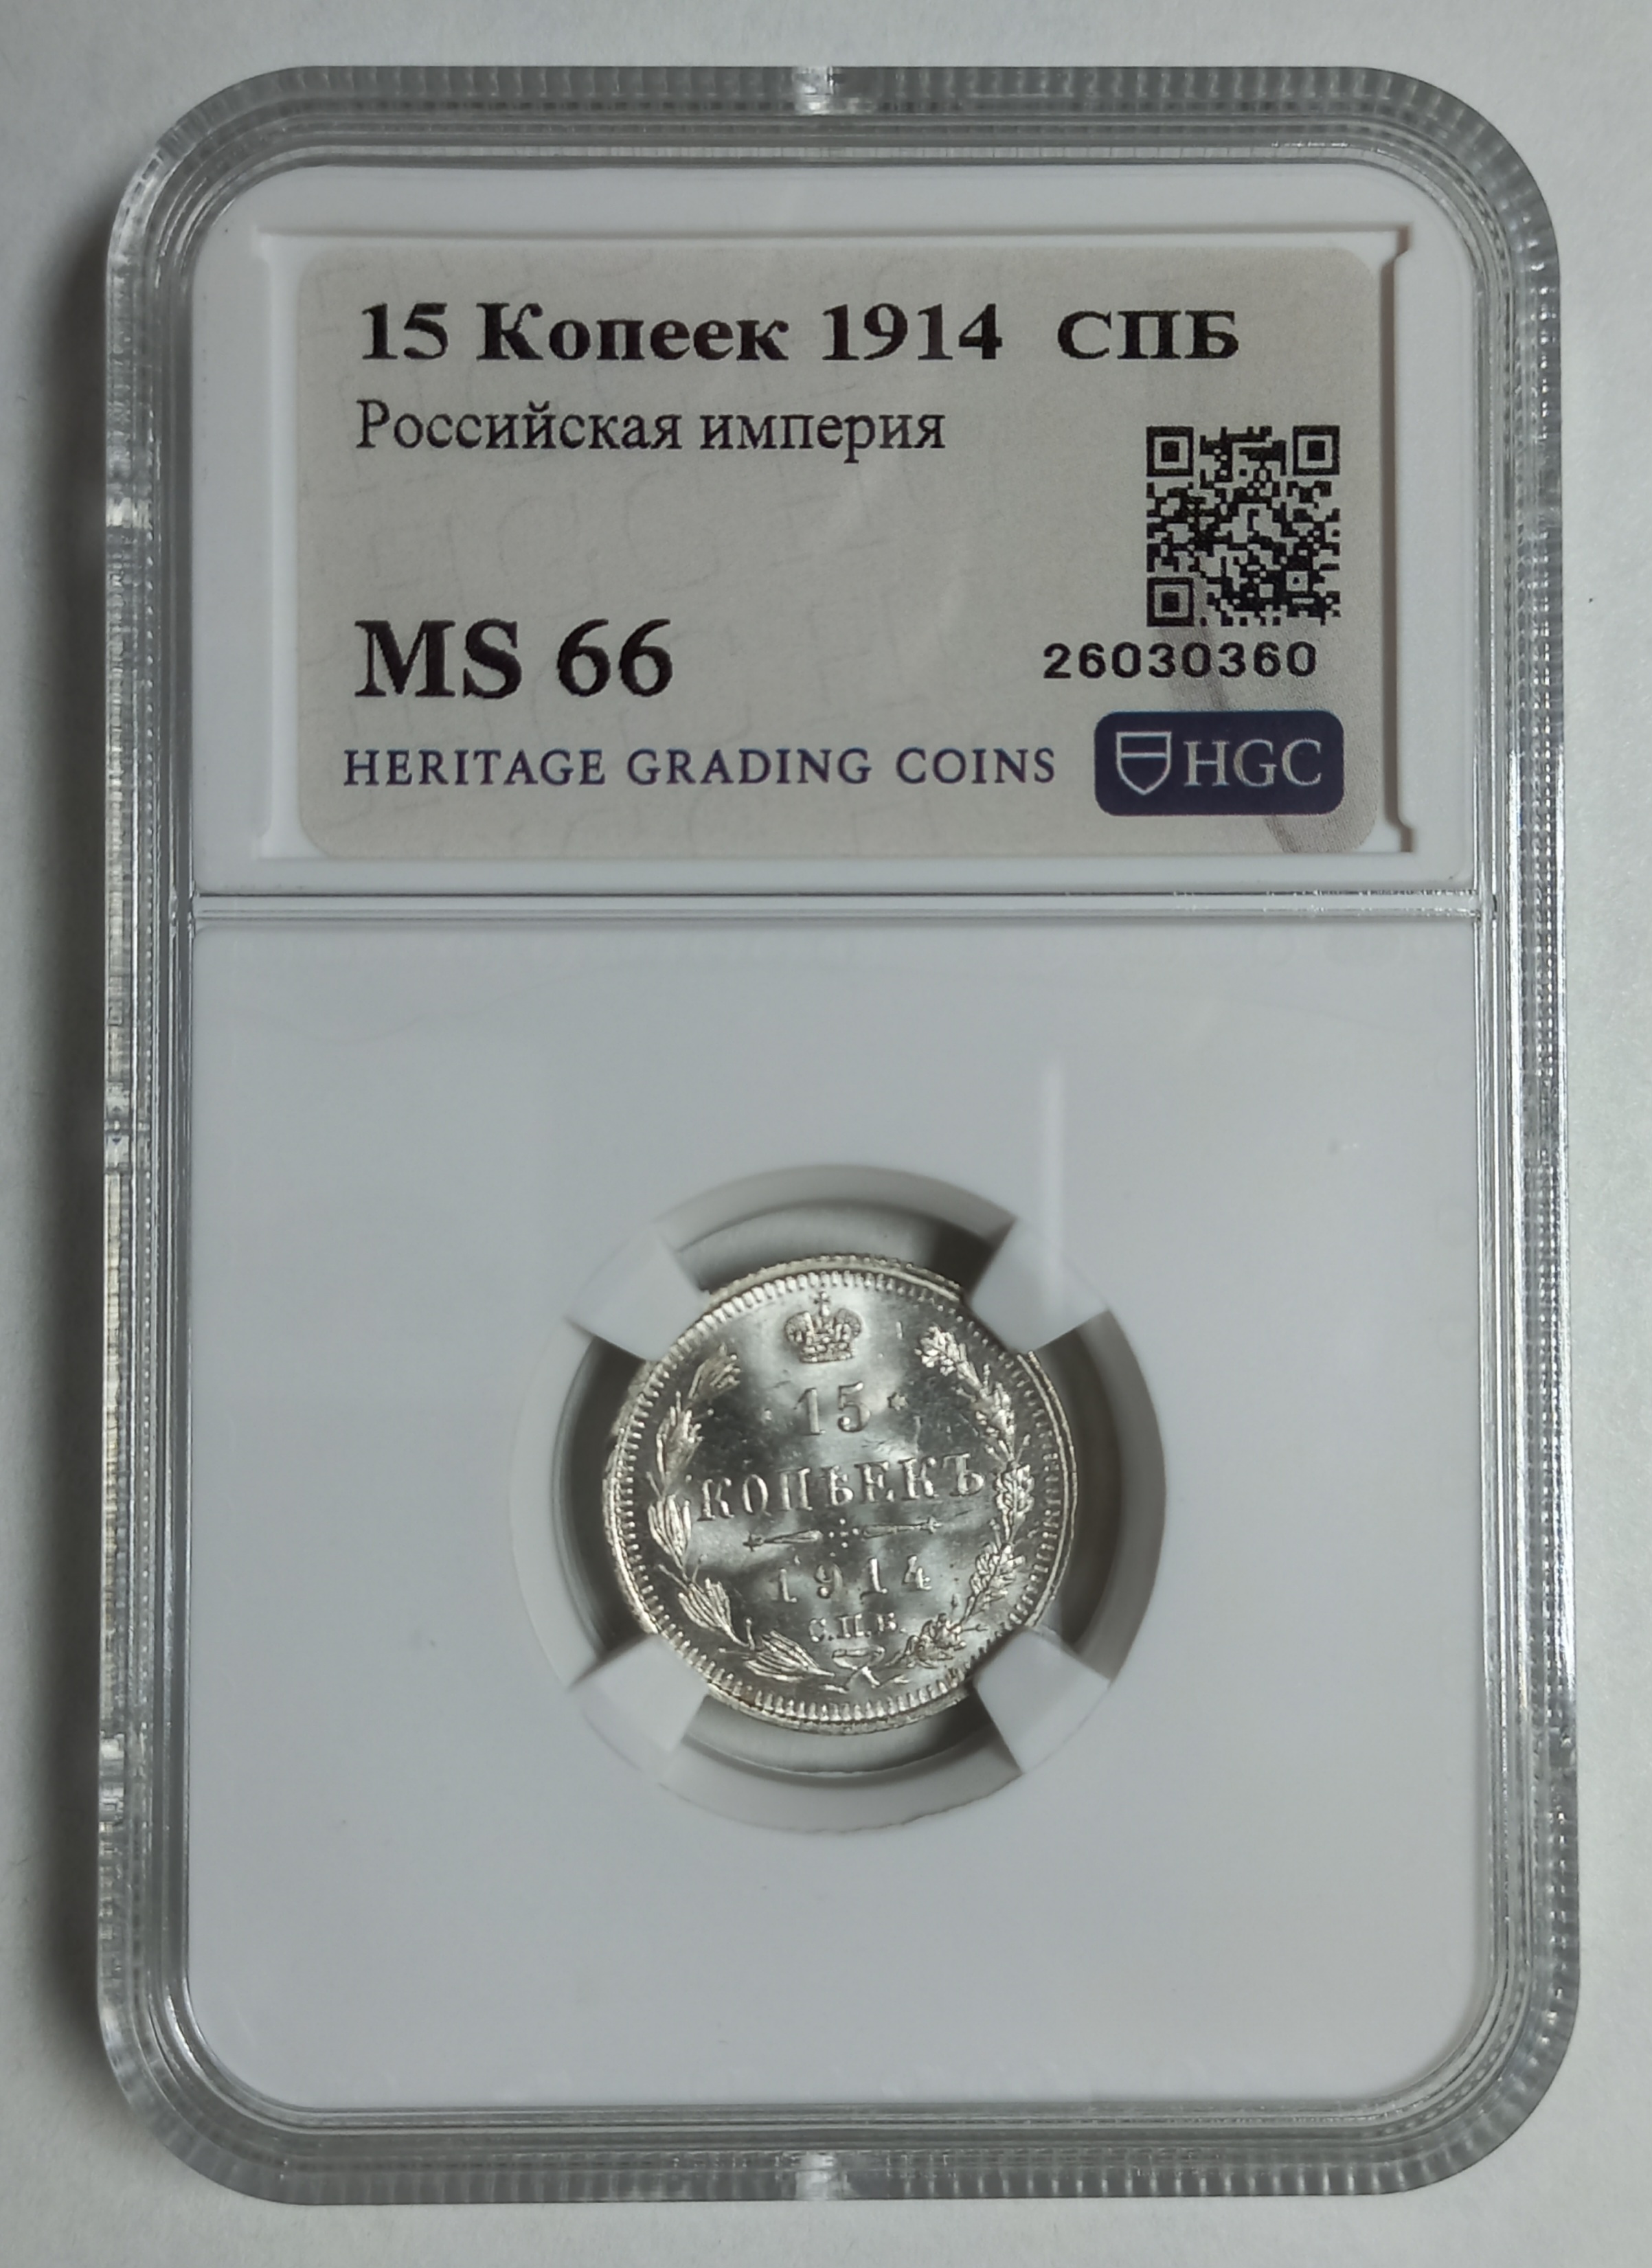 15 Копеек 1914 СПБ
Российская империя
MS 66
26030360
HERITAGE GRADING COINS HGC
15
КОПѢЕКЪ
1914
С.П.Б.